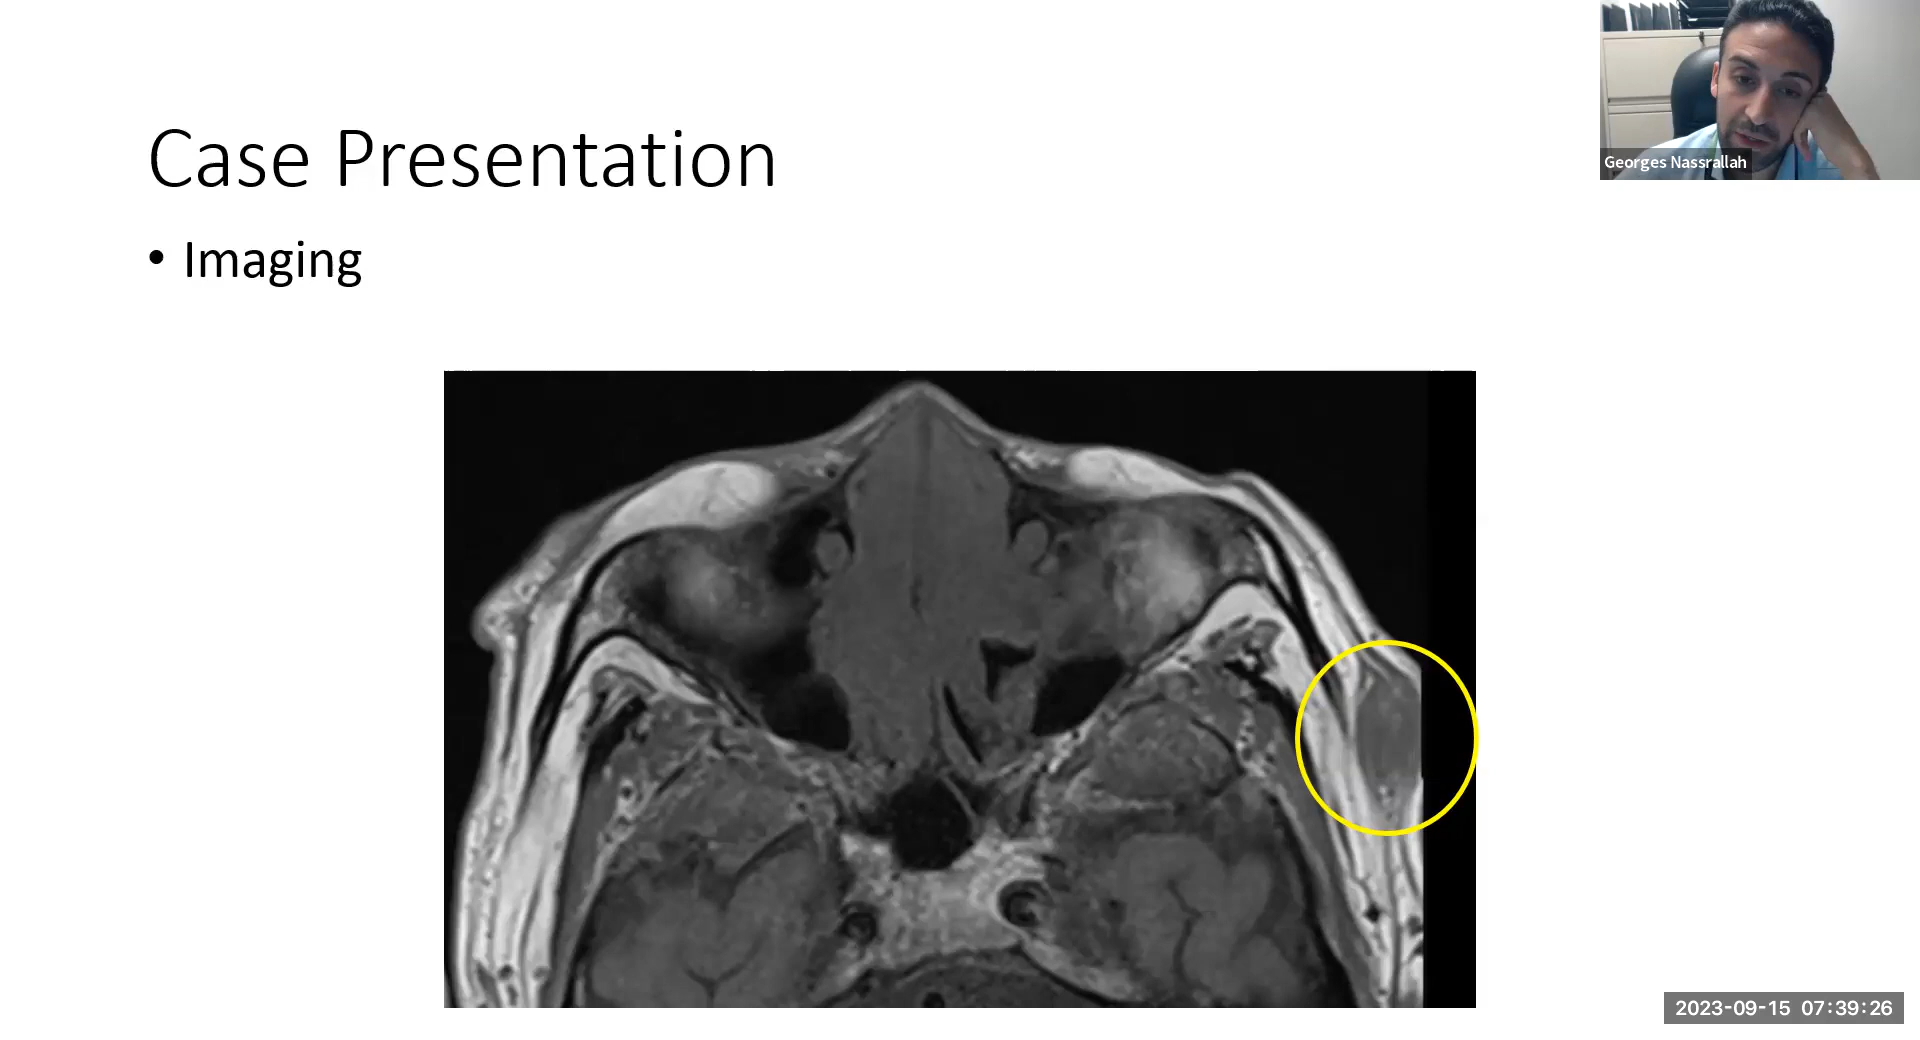 Case Presentation
• Imaging
Georges Nassrallah
2023-09-15 07:39:26